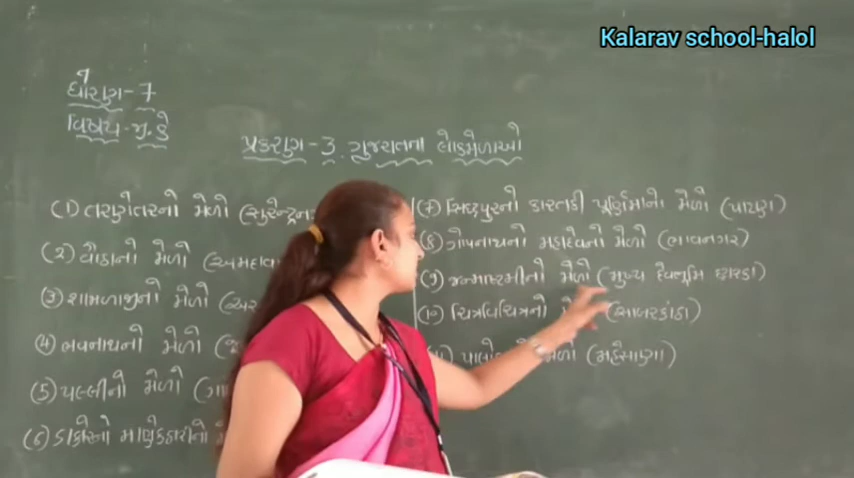 Kalarav school-halol
ધોરણ-7
વિષય-ગુ.કે
પ્રકરણ-3. ગુજરાતના લોકમેળાઓ
(1) તરણેતરનો મેળો (સુરેન્દ્રન
(2) વૌઠાનો મેળો (અમદાવ
(3) શામળાજીનો મેળો (અર
(4) ભવનાથનો મેળો (જ
(5) પલ્લીનો મેળો (ગા
(6) ડાકોરનો માણેકઠારીનો મે
(7) સિદ્ધપુરનો કારતકી પૂર્ણિમાનો મેળો (પાટણ)
(8) ગોપનાથનો મહાદેવનો મેળો (ભાવનગર)
(9) જન્માષ્ટમીનો મેળો (મુખ્ય દેવભૂમિ દ્વારકા)
(10) ચિત્રવિચિત્રનો (સાબરકાંઠા)
મેળો (મહેસાણા)